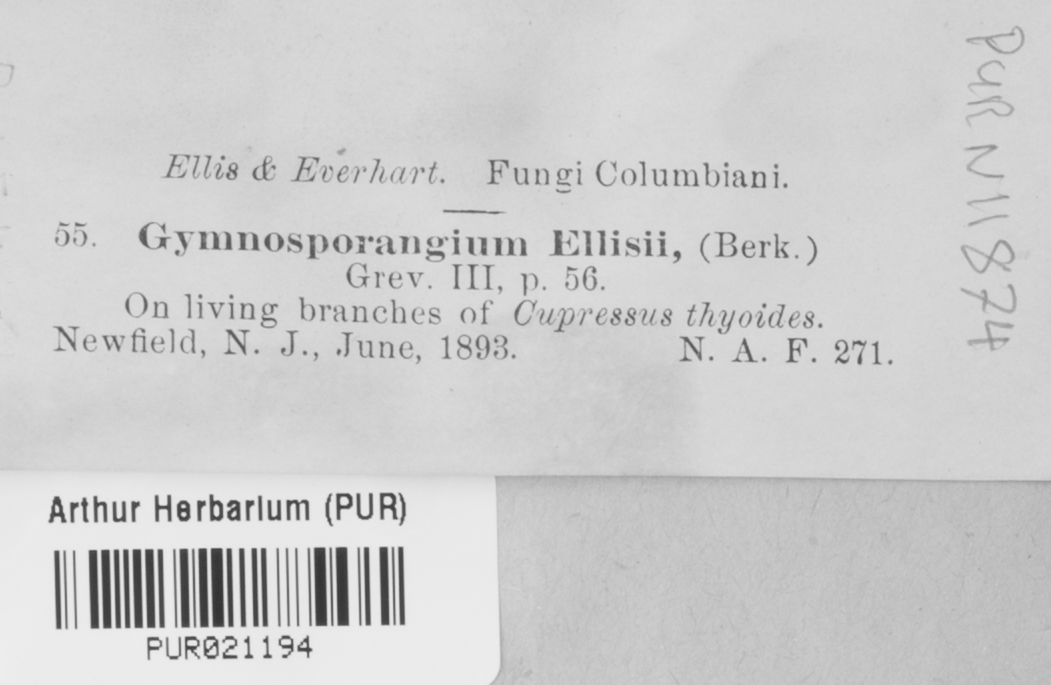 Ellis & Everhart. Fungi Columbiani.
55. Gymnosporangium Ellisii, (Berk.)
Grev. III, p. 56.
On living branches of Cupressus thyoides.
Newfield, N. J., June, 1893. N. A. F. 271.
PUR N11874
Arthur Herbarium (PUR)
PUR021194